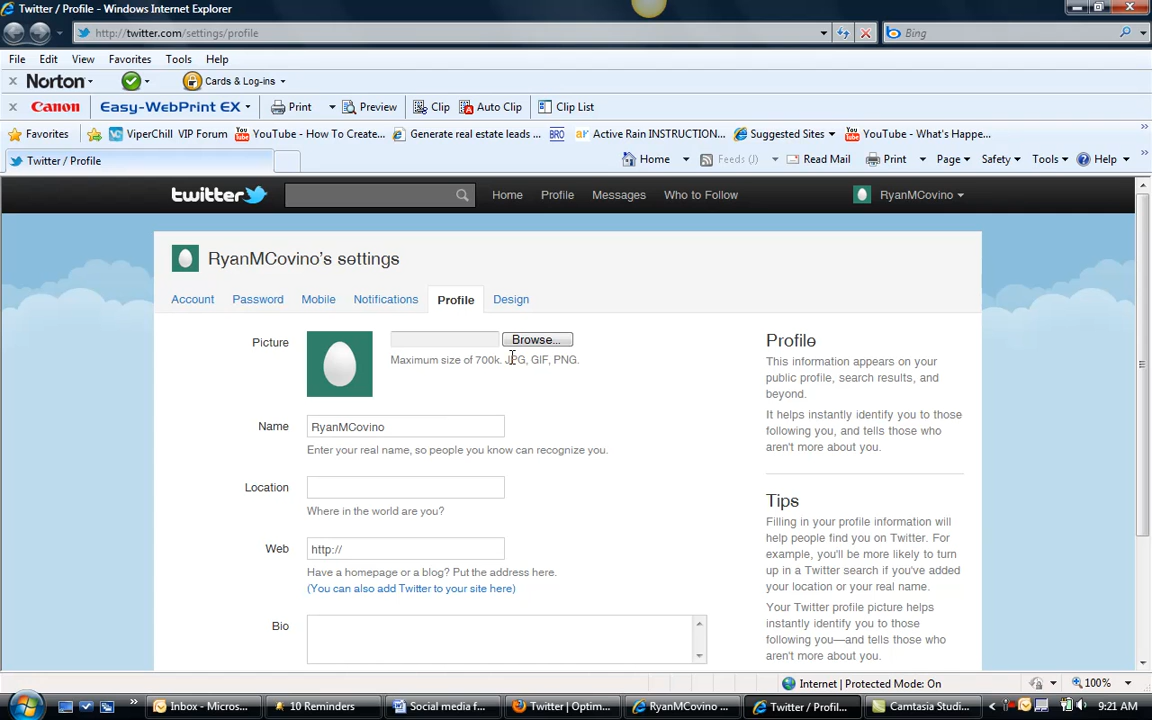 Twitter / Profile - Windows Internet Explorer
http://twitter.com/settings/profile
Bing
File Edit View Favorites Tools Help
Norton Cards & Log-ins
Canon Easy-WebPrint EX Print Preview Clip Auto Clip Clip List
Favorites ViperChill VIP Forum YouTube - How To Create... Generate real estate leads ... BRO Active Rain INSTRUCTION... Suggested Sites YouTube - What's Happe...
Twitter / Profile
Home Feeds (J) Read Mail Print Page Safety Tools Help
twitter Home Profile Messages Who to Follow RyanMCovino
RyanMCovino's settings
Account Password Mobile Notifications Profile Design
Picture
Browse...
Maximum size of 700k. JPG, GIF, PNG.
Name
RyanMCovino
Enter your real name, so people you know can recognize you.
Location
Where in the world are you?
Web
http://
Have a homepage or a blog? Put the address here.
(You can also add Twitter to your site here)
Bio
Profile
This information appears on your
public profile, search results, and
beyond.
It helps instantly identify you to those
following you, and tells those who
aren't more about you.
Tips
Filling in your profile information will
help people find you on Twitter. For
example, you'll be more likely to turn
up in a Twitter search if you've added
your location or your real name.
Your Twitter profile picture helps
instantly identify you to those
following you—and tells those who
aren't more about you.
Internet | Protected Mode: On
100%
Inbox - Micros... 10 Reminders Social media f... Twitter | Optim... RyanMCovino ... Twitter / Profil... Camtasia Studi... 9:21 AM